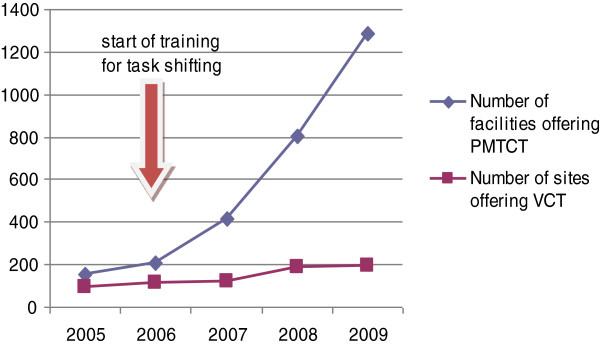 1400
1200
1000
800
600
400
200
0
start of training
for task shifting
2005 2006 2007 2008 2009
Number of
facilities offering
PMTCT
Number of sites
offering VCT